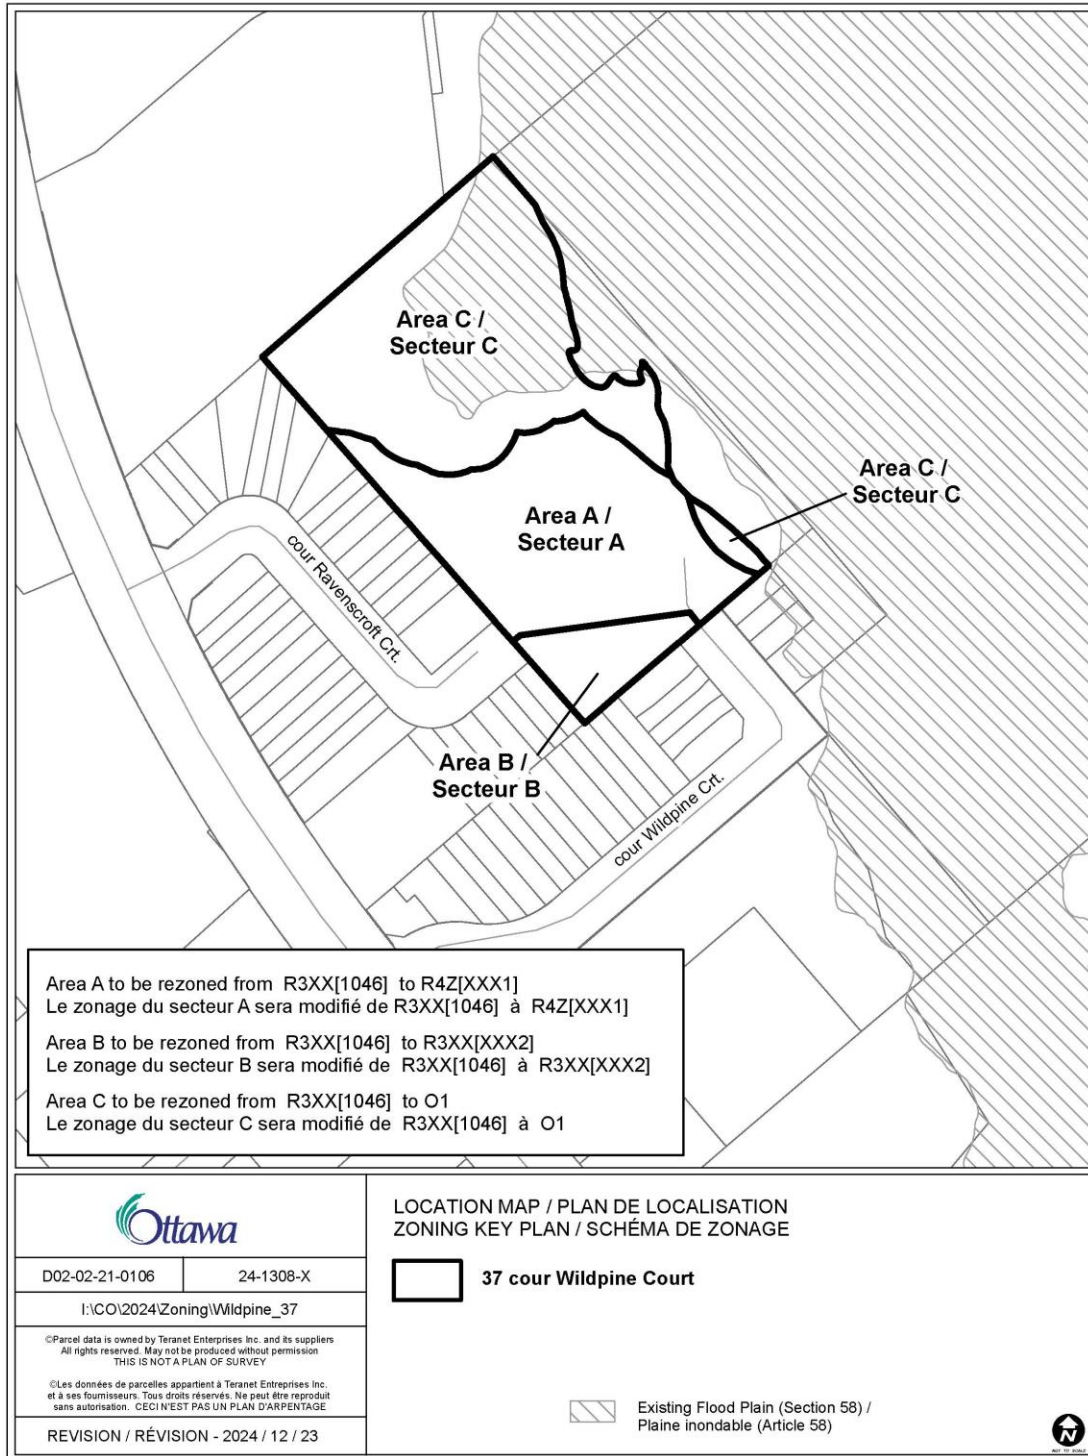 Area C /
Secteur C
Area C /
Secteur C
Area A /
Secteur A
cour Ravenscroft Crt.
Area B /
Secteur B
cour Wildpine Crt.
Area A to be rezoned from R3XX[1046] to R4Z[XXX1]
Le zonage du secteur A sera modifié de R3XX[1046] à R4Z[XXX1]
Area B to be rezoned from R3XX[1046] to R3XX[XXX2]
Le zonage du secteur B sera modifié de R3XX[1046] à R3XX[XXX2]
Area C to be rezoned from R3XX[1046] to O1
Le zonage du secteur C sera modifié de R3XX[1046] à O1
Ottawa
D02-02-21-0106
24-1308-X
I:\CO\2024\Zoning\Wildpine_37
©Parcel data is owned by Teranet Enterprises Inc. and its suppliers
All rights reserved. May not be produced without permission
THIS IS NOT A PLAN OF SURVEY
©Les données de parcelles appartient à Teranet Entreprises Inc.
et à ses fournisseurs. Tous droits réservés. Ne peut être reproduit
sans autorisation. CECI N'EST PAS UN PLAN D'ARPENTAGE
REVISION / RÉVISION - 2024 / 12 / 23
LOCATION MAP / PLAN DE LOCALISATION
ZONING KEY PLAN / SCHÉMA DE ZONAGE
37 cour Wildpine Court
Existing Flood Plain (Section 58) /
Plaine inondable (Article 58)
N
NOT TO SCALE